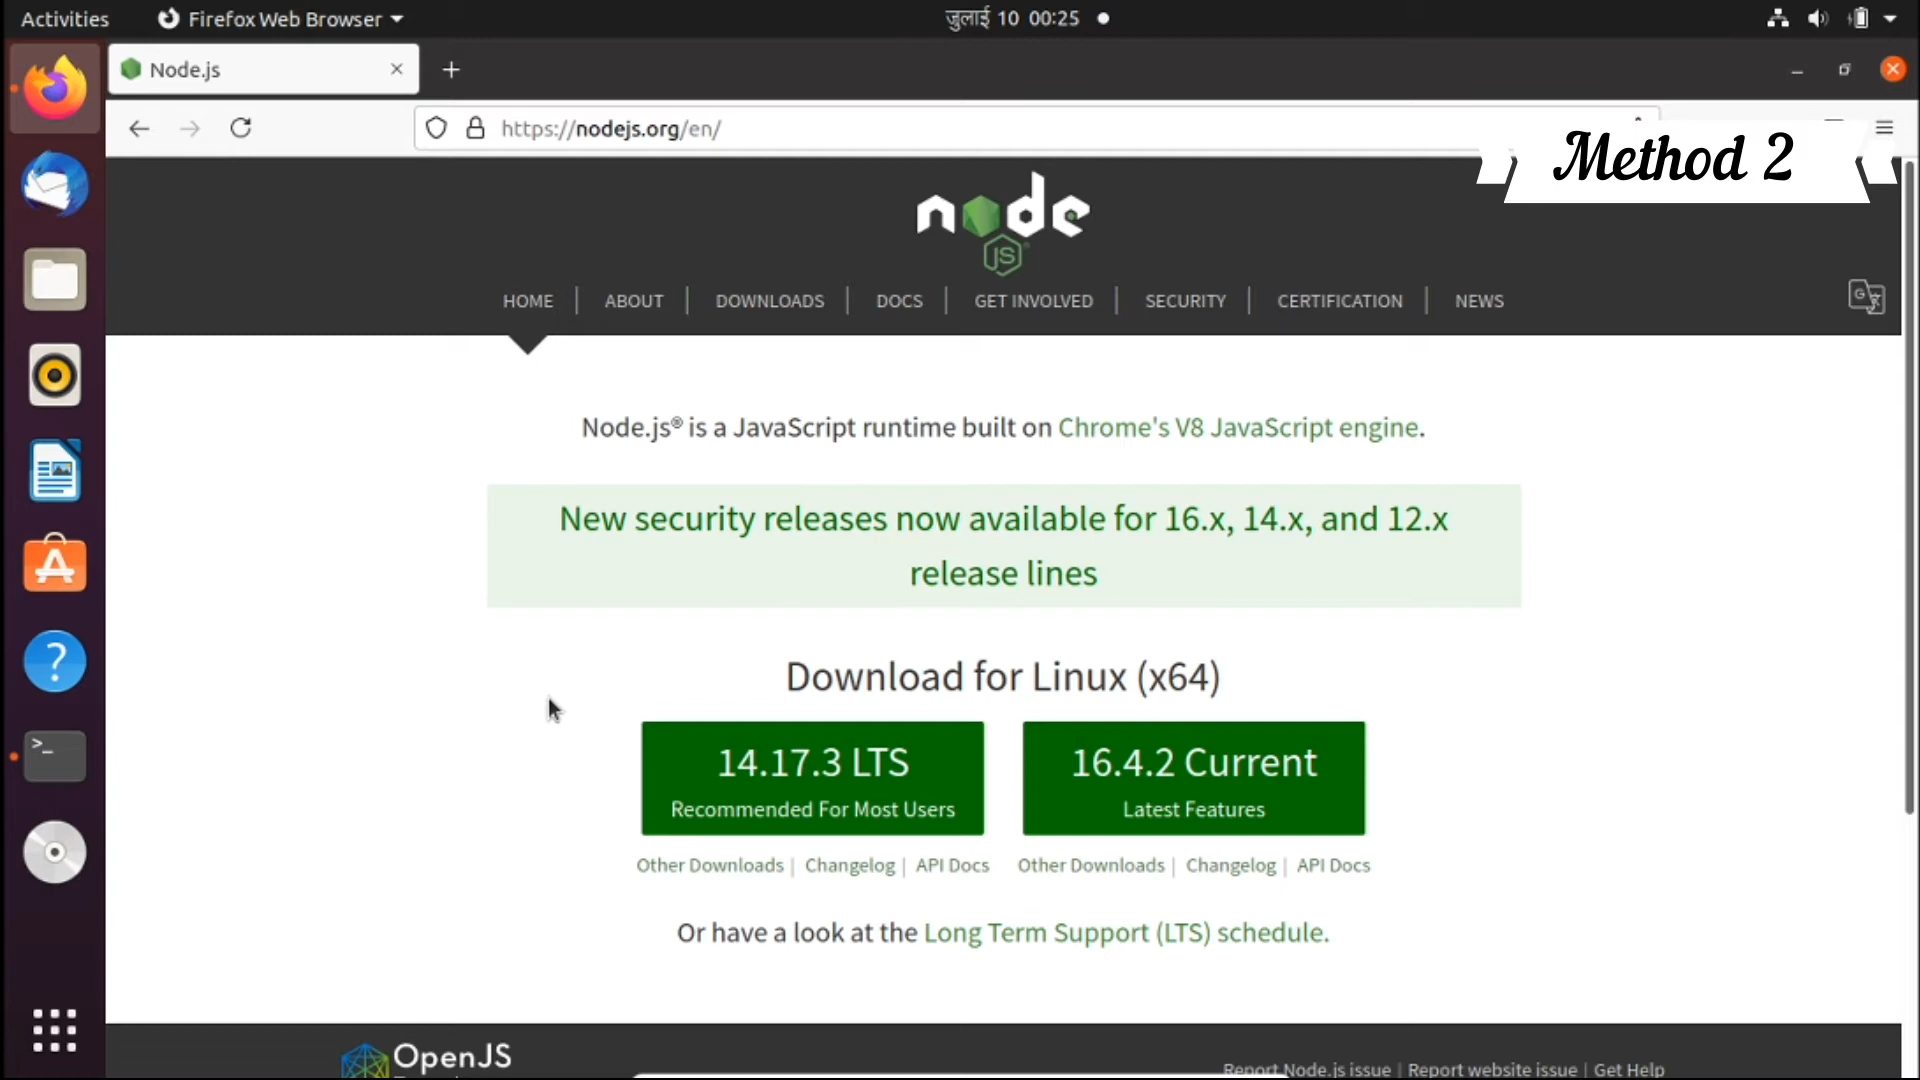 Activities Firefox Web Browser जुलाई 10 00:25
Node.js
https://nodejs.org/en/
Method 2
node
JS
HOME ABOUT DOWNLOADS DOCS GET INVOLVED SECURITY CERTIFICATION NEWS
Node.js® is a JavaScript runtime built on Chrome's V8 JavaScript engine.
New security releases now available for 16.x, 14.x, and 12.x
release lines
Download for Linux (x64)
14.17.3 LTS 16.4.2 Current
Recommended For Most Users Latest Features
Other Downloads | Changelog | API Docs Other Downloads | Changelog | API Docs
Or have a look at the Long Term Support (LTS) schedule.
OpenJS
Report Node.js issue | Report website issue | Get Help